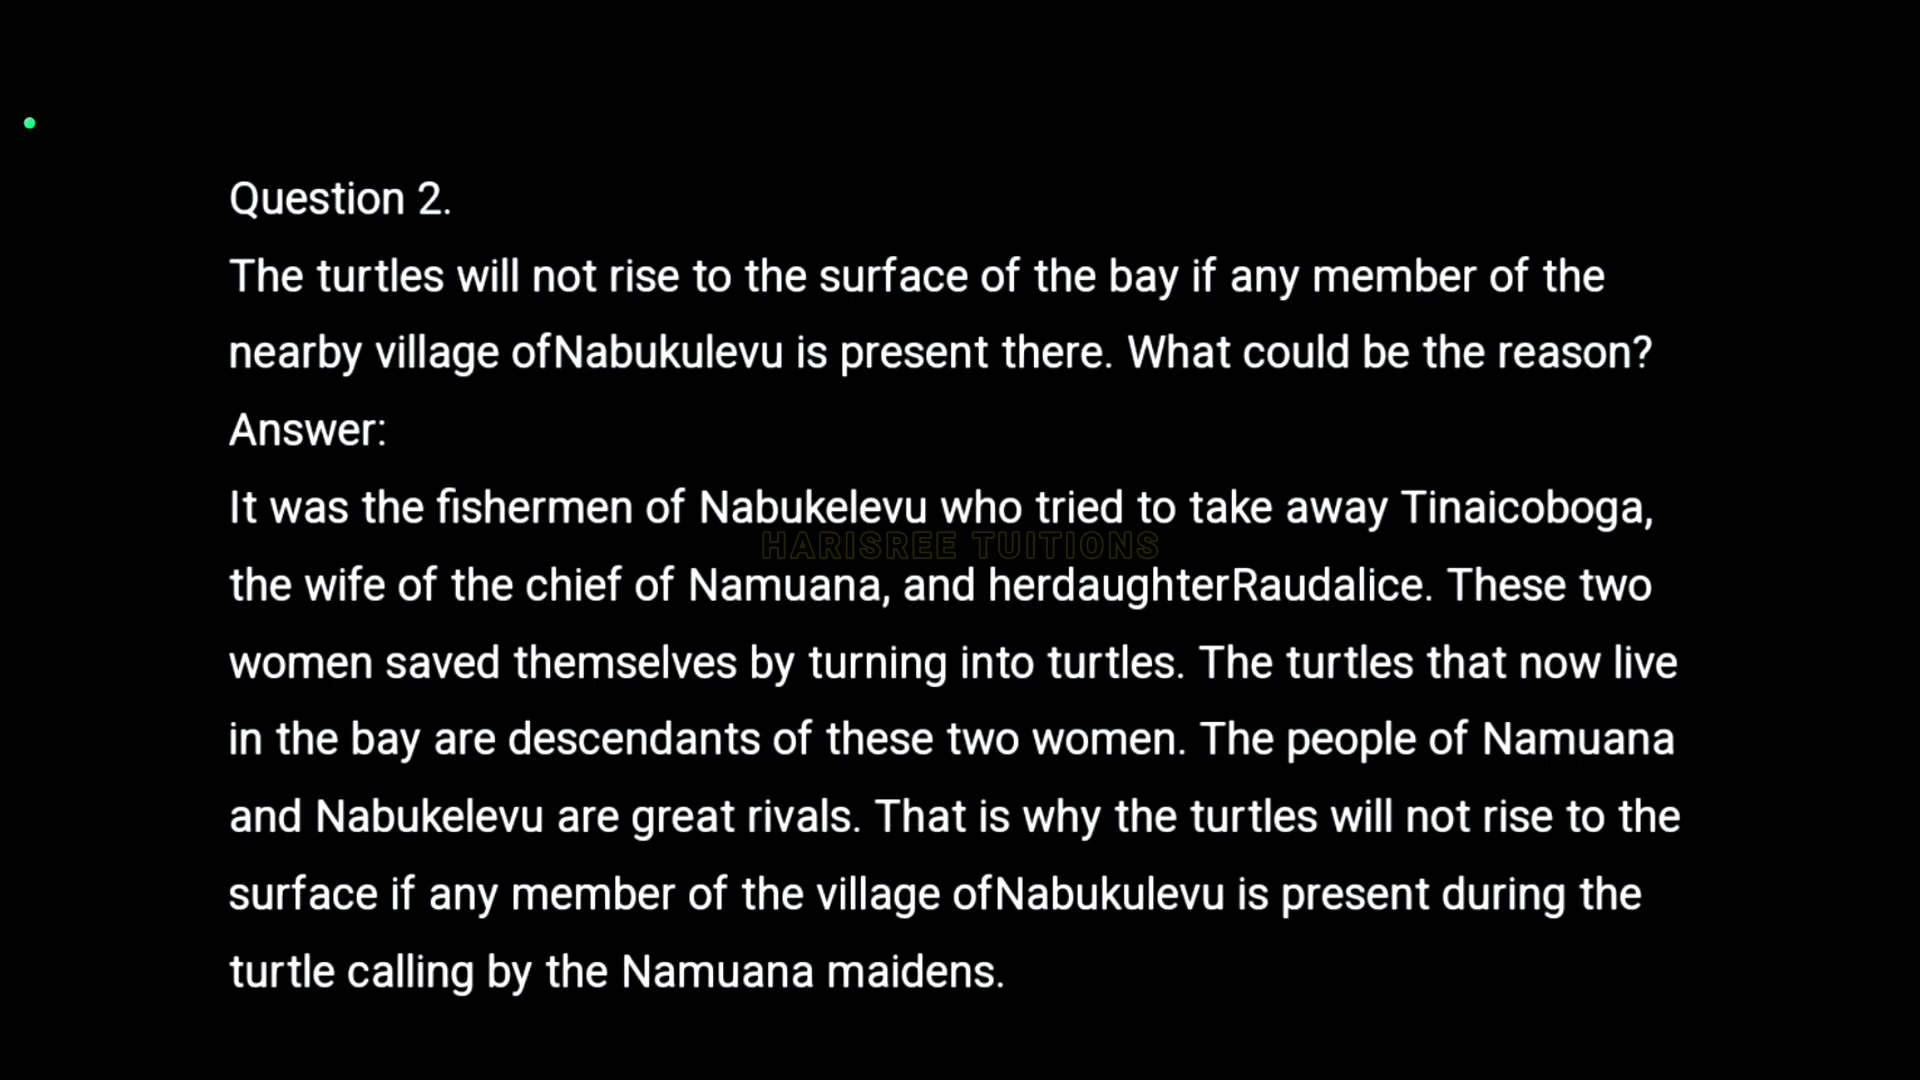 Question 2.
The turtles will not rise to the surface of the bay if any member of the
nearby village ofNabukulevu is present there. What could be the reason?
Answer:
It was the fishermen of Nabukelevu who tried to take away Tinaicoboga,
HARISREE TUITIONS
the wife of the chief of Namuana, and herdaughterRaudalice. These two
women saved themselves by turning into turtles. The turtles that now live
in the bay are descendants of these two women. The people of Namuana
and Nabukelevu are great rivals. That is why the turtles will not rise to the
surface if any member of the village ofNabukulevu is present during the
turtle calling by the Namuana maidens.